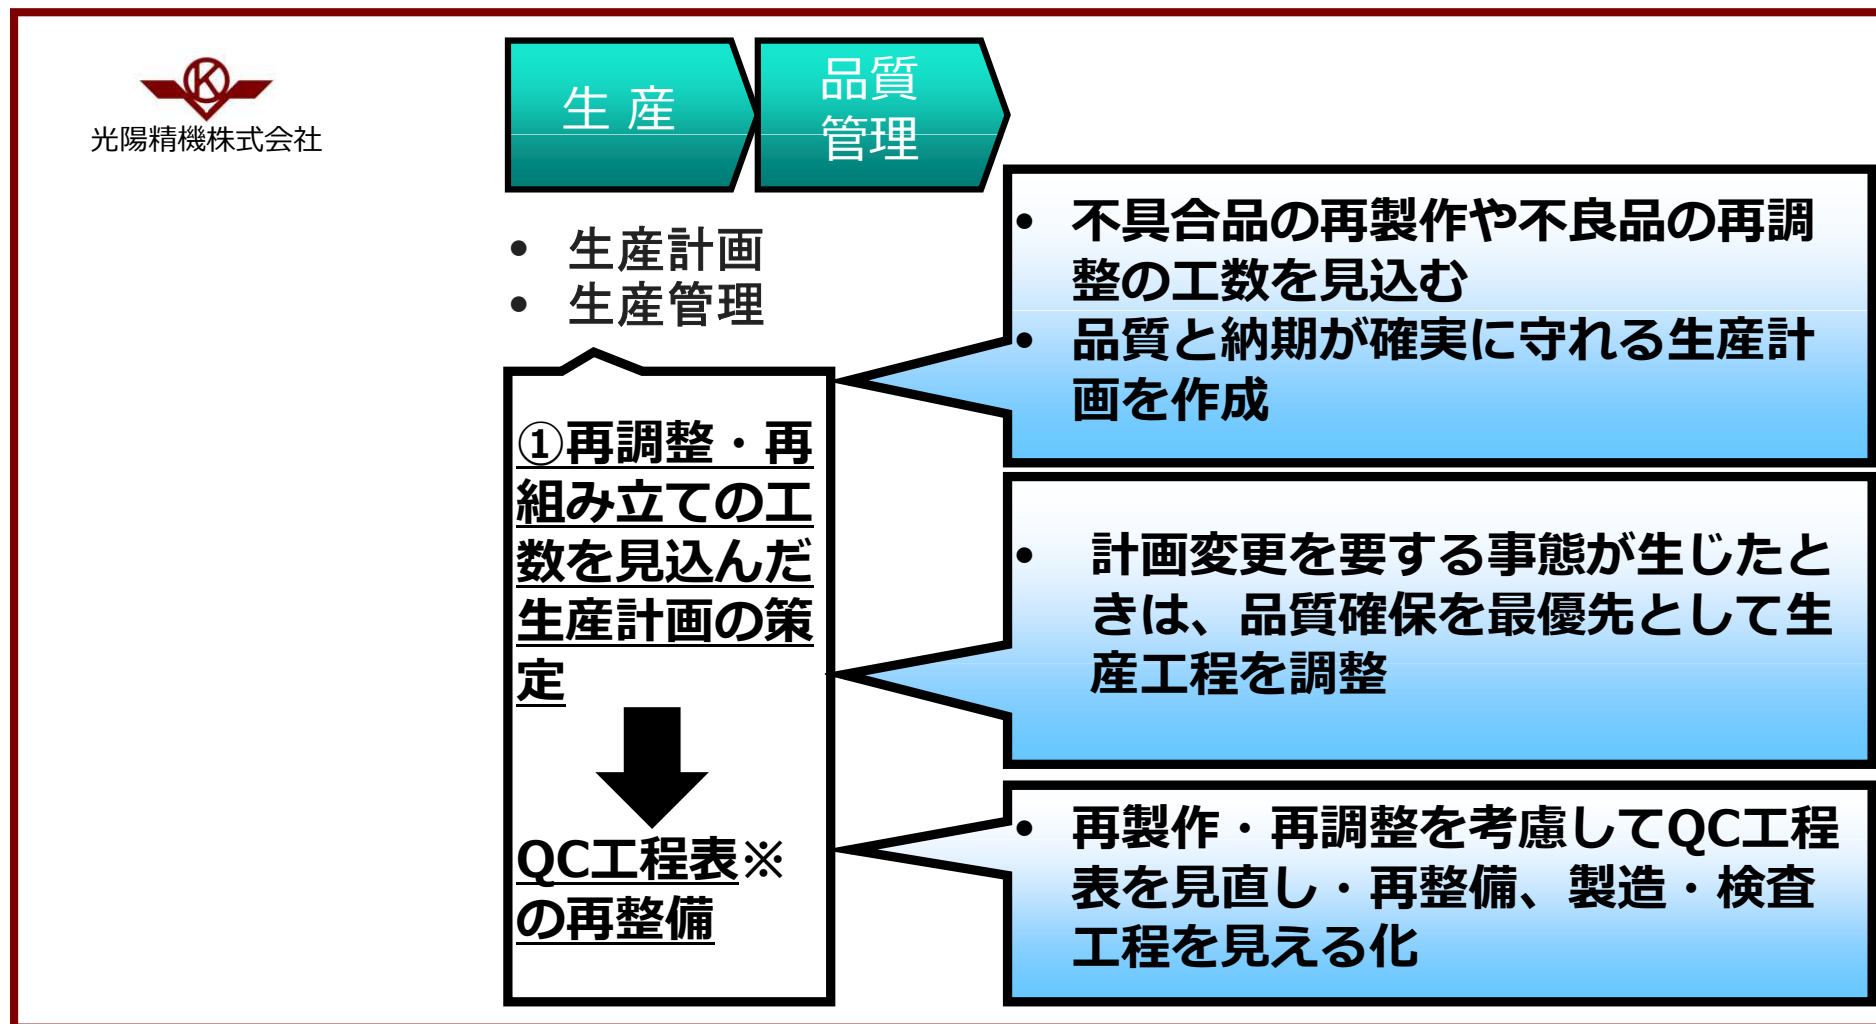 光陽精機株式会社
生 産
品質
管理
• 生産計画
• 生産管理
①再調整・再
組み立ての工
数を見込んだ
生産計画の策
定
QC工程表※
の再整備
• 不具合品の再製作や不良品の再調
整の工数を見込む
• 品質と納期が確実に守れる生産計
画を作成
• 計画変更を要する事態が生じたと
きは、品質確保を最優先として生
産工程を調整
• 再製作・再調整を考慮してQC工程
表を見直し・再整備、製造・検査
工程を見える化